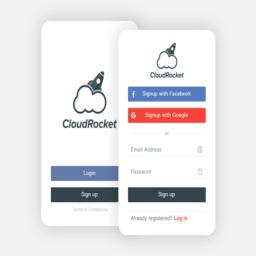 CloudRocket
Login
Sign up
Terms & Conditions
CloudRocket
Signup with Facebook
Signup with Google
or
Email Address
Password
Sign up
Already registered? Log In